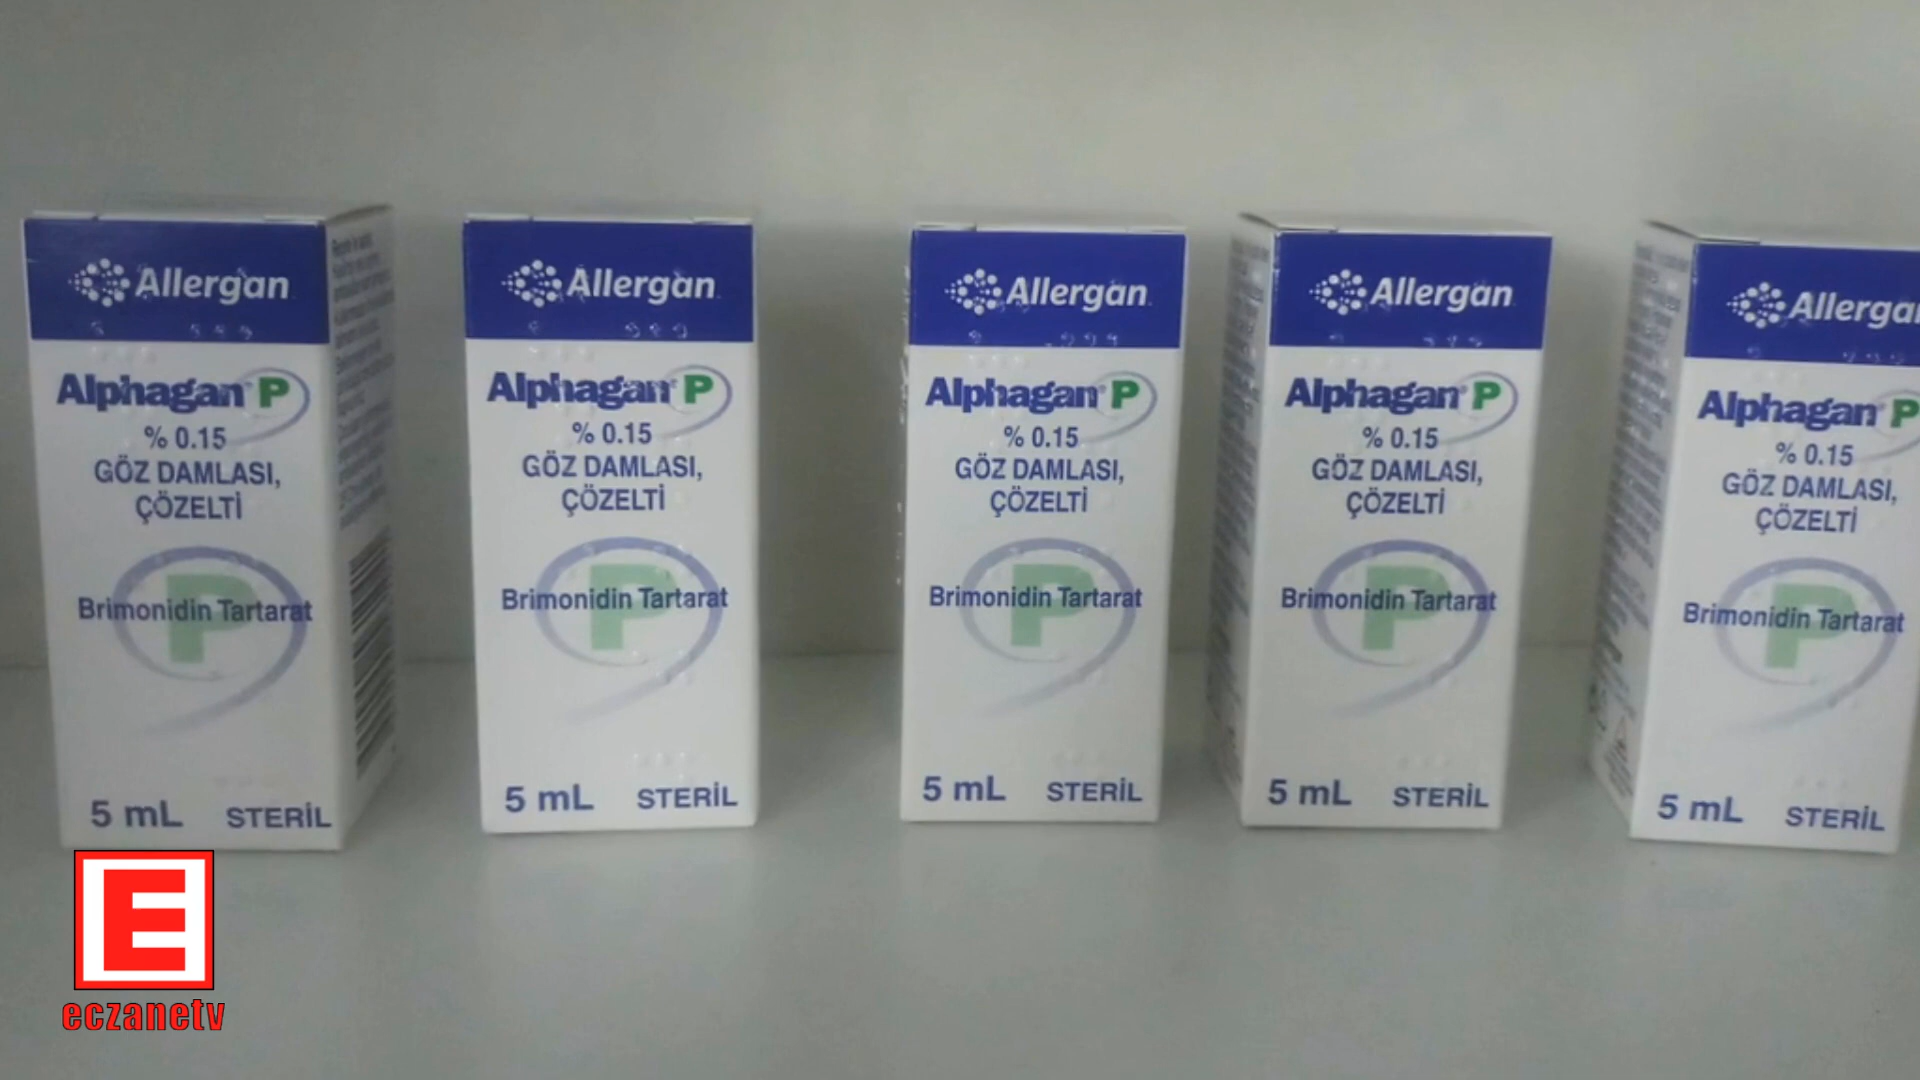 Allergan
Alphagan® P
% 0.15
GÖZ DAMLASI,
ÇÖZELTİ
Brimonidin Tartarat
5 mL STERİL
Allergan
Alphagan® P
% 0.15
GÖZ DAMLASI,
ÇÖZELTİ
Brimonidin Tartarat
5 mL STERİL
Allergan
Alphagan® P
% 0.15
GÖZ DAMLASI,
ÇÖZELTİ
Brimonidin Tartarat
5 mL STERİL
Allergan
Alphagan® P
% 0.15
GÖZ DAMLASI,
ÇÖZELTİ
Brimonidin Tartarat
5 mL STERİL
Allergan
Alphagan® P
% 0.15
GÖZ DAMLASI,
ÇÖZELTİ
Brimonidin Tartarat
5 mL STERİL
E
eczanetv